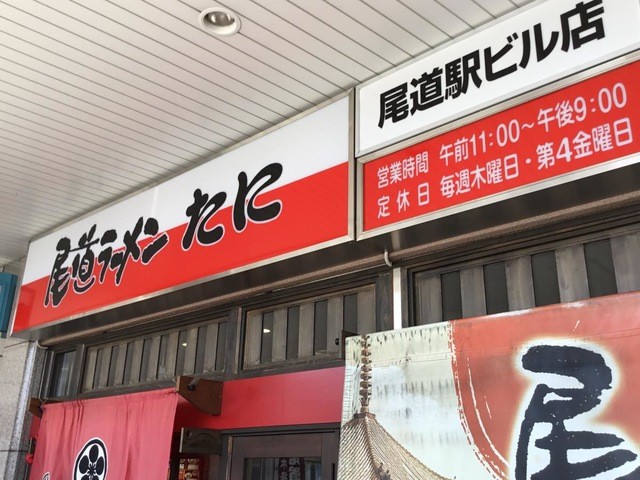 尾道ラーメン たに
尾道駅ビル店
営業時間 午前11:00～午後9:00
定休日 毎週木曜日・第4金曜日
尾